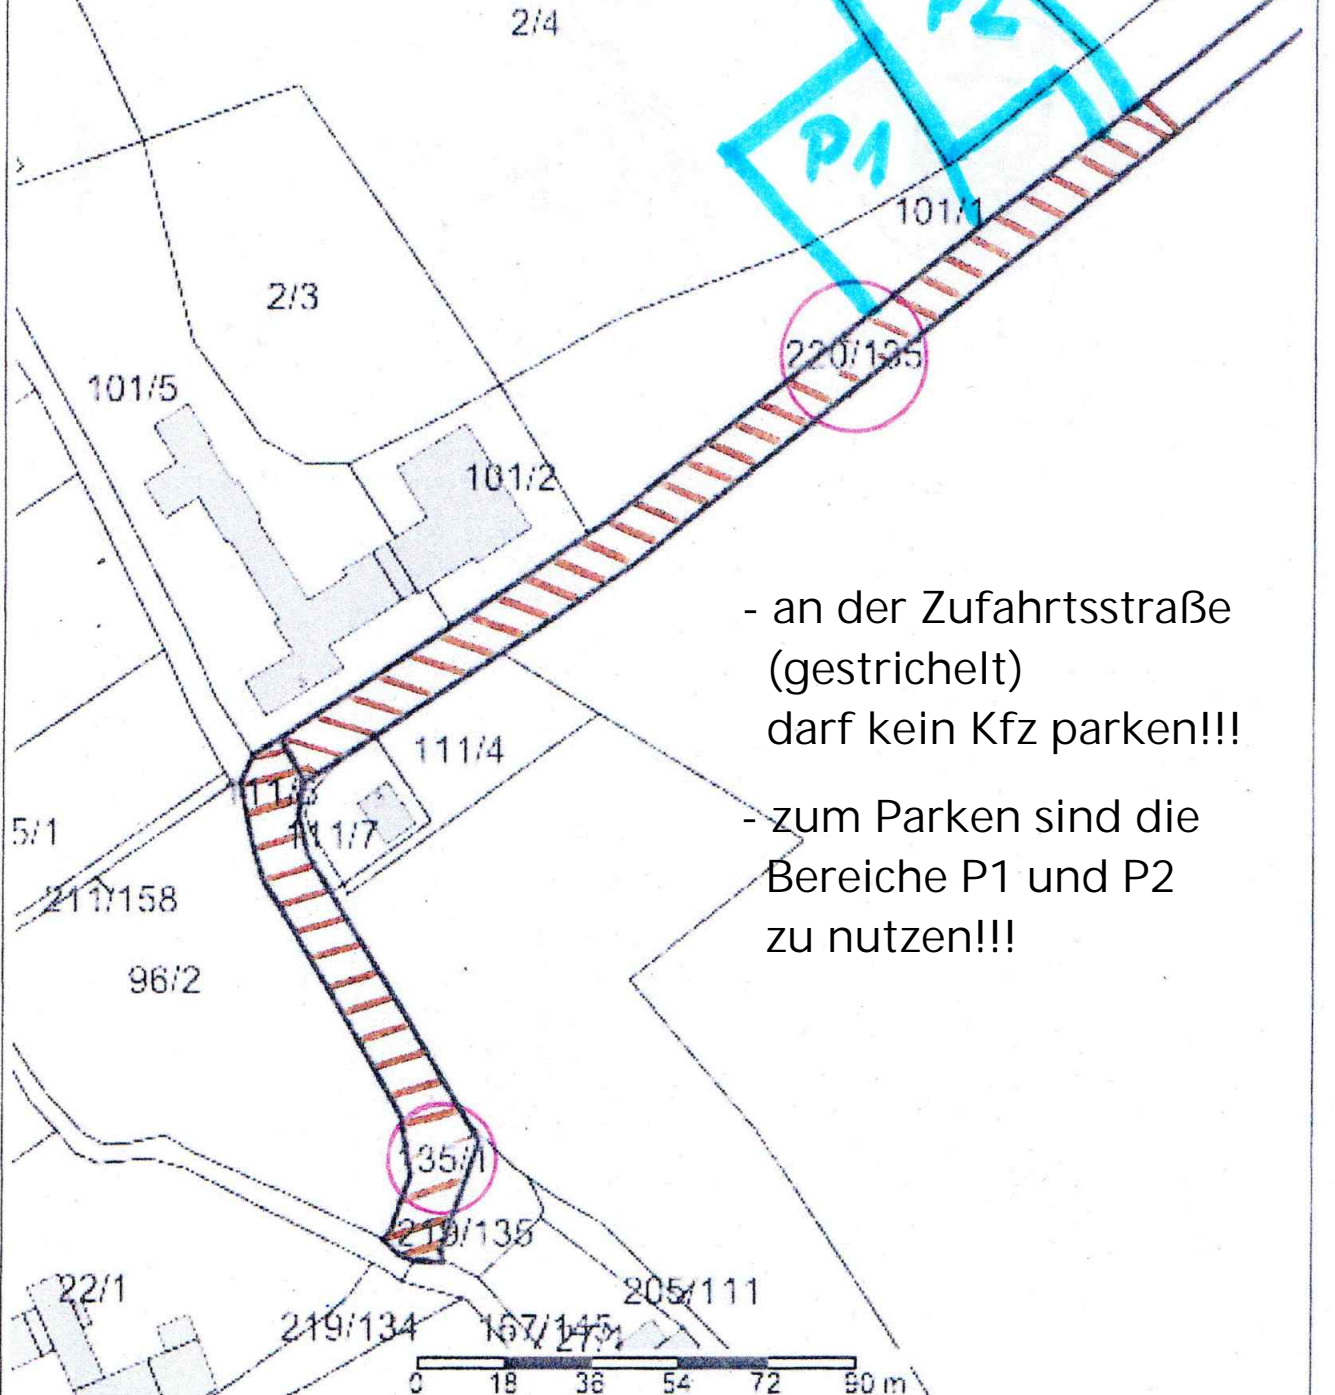 2/4
P2
P1
101/1
2/3
220/135
101/5
101/2
- an der Zufahrtsstraße
(gestrichelt)
darf kein Kfz parken!!!
111/4
111/7
- zum Parken sind die
Bereiche P1 und P2
zu nutzen!!!
5/1
211/158
96/2
135/1
219/135
22/1
205/111
219/134
0 18 36 54 72 90 m